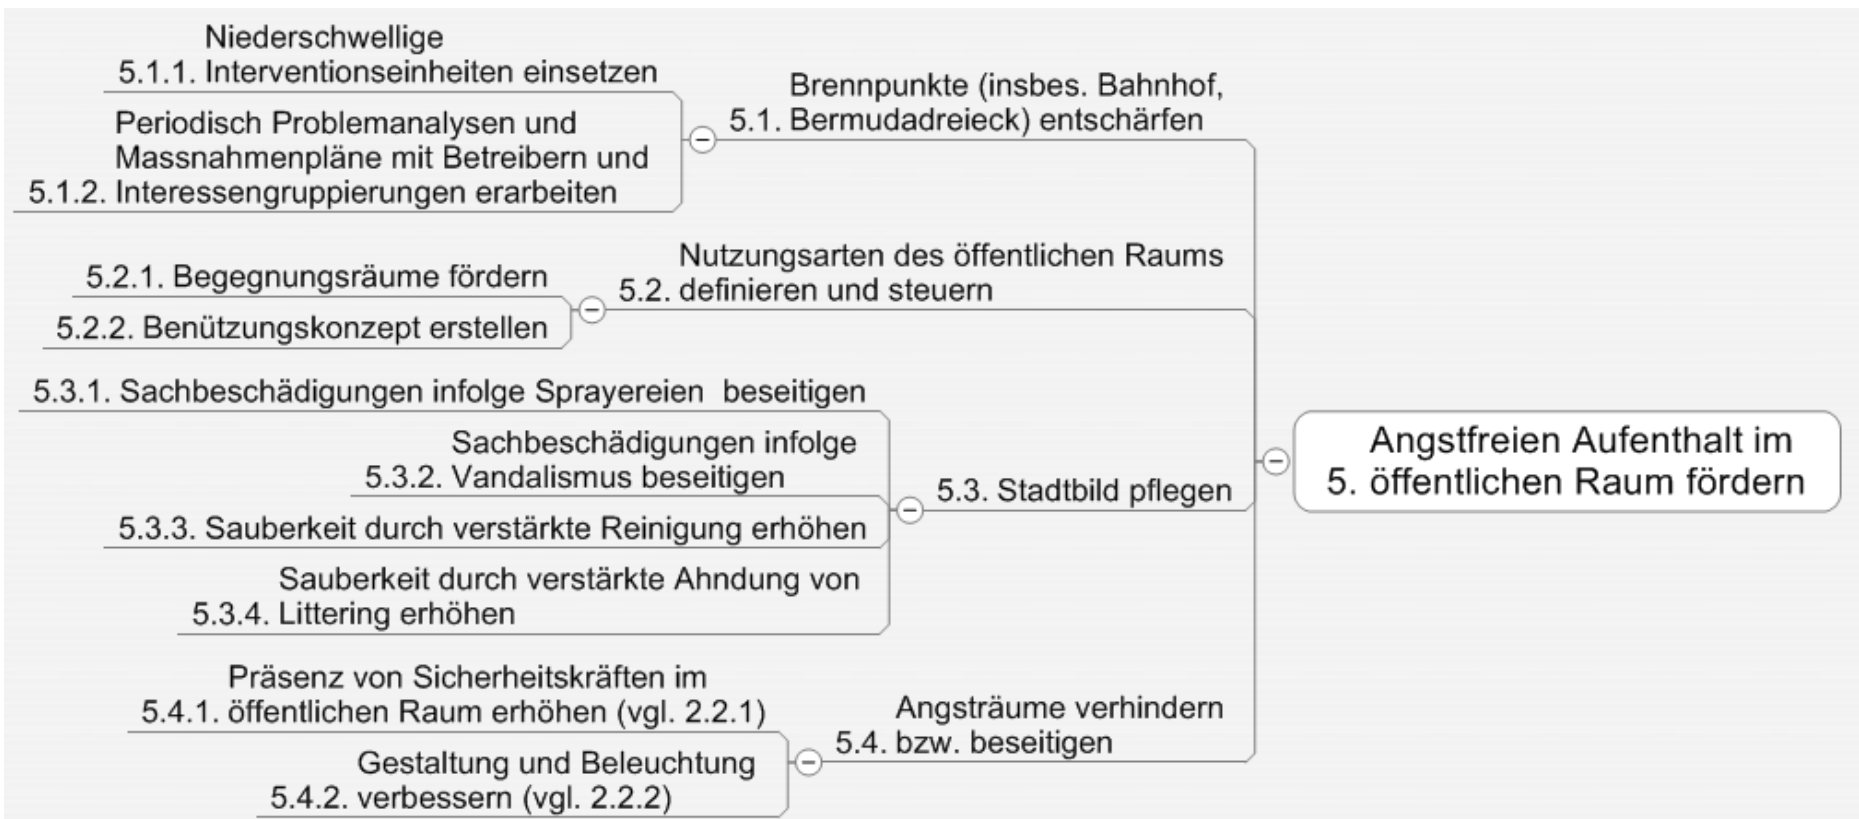 Niederschwellige
5.1.1. Interventionseinheiten einsetzen
Periodisch Problemanalysen und
Massnahmenpläne mit Betreibern und
5.1.2. Interessengruppierungen erarbeiten
Brennpunkte (insbes. Bahnhof,
5.1. Bermudadreieck) entschärfen
5.2.1. Begegnungsräume fördern
5.2.2. Benützungskonzept erstellen
Nutzungsarten des öffentlichen Raums
5.2. definieren und steuern
5.3.1. Sachbeschädigungen infolge Sprayereien  beseitigen
Sachbeschädigungen infolge
5.3.2. Vandalismus beseitigen
5.3.3. Sauberkeit durch verstärkte Reinigung erhöhen
Sauberkeit durch verstärkte Ahndung von
5.3.4. Littering erhöhen
5.3. Stadtbild pflegen
Präsenz von Sicherheitskräften im
5.4.1. öffentlichen Raum erhöhen (vgl. 2.2.1)
Gestaltung und Beleuchtung
5.4.2. verbessern (vgl. 2.2.2)
Angsträume verhindern
5.4. bzw. beseitigen
Angstfreien Aufenthalt im
5. öffentlichen Raum fördern